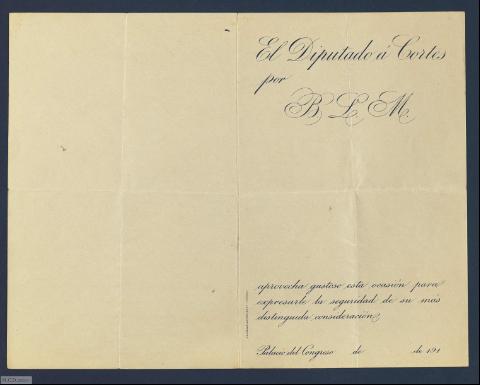 El Diputado á Cortes
por
B. L. M.
aprovecha gustoso esta ocasión para
expresarle la seguridad de su mas
distinguida consideración.
Palacio del Congreso de de 191